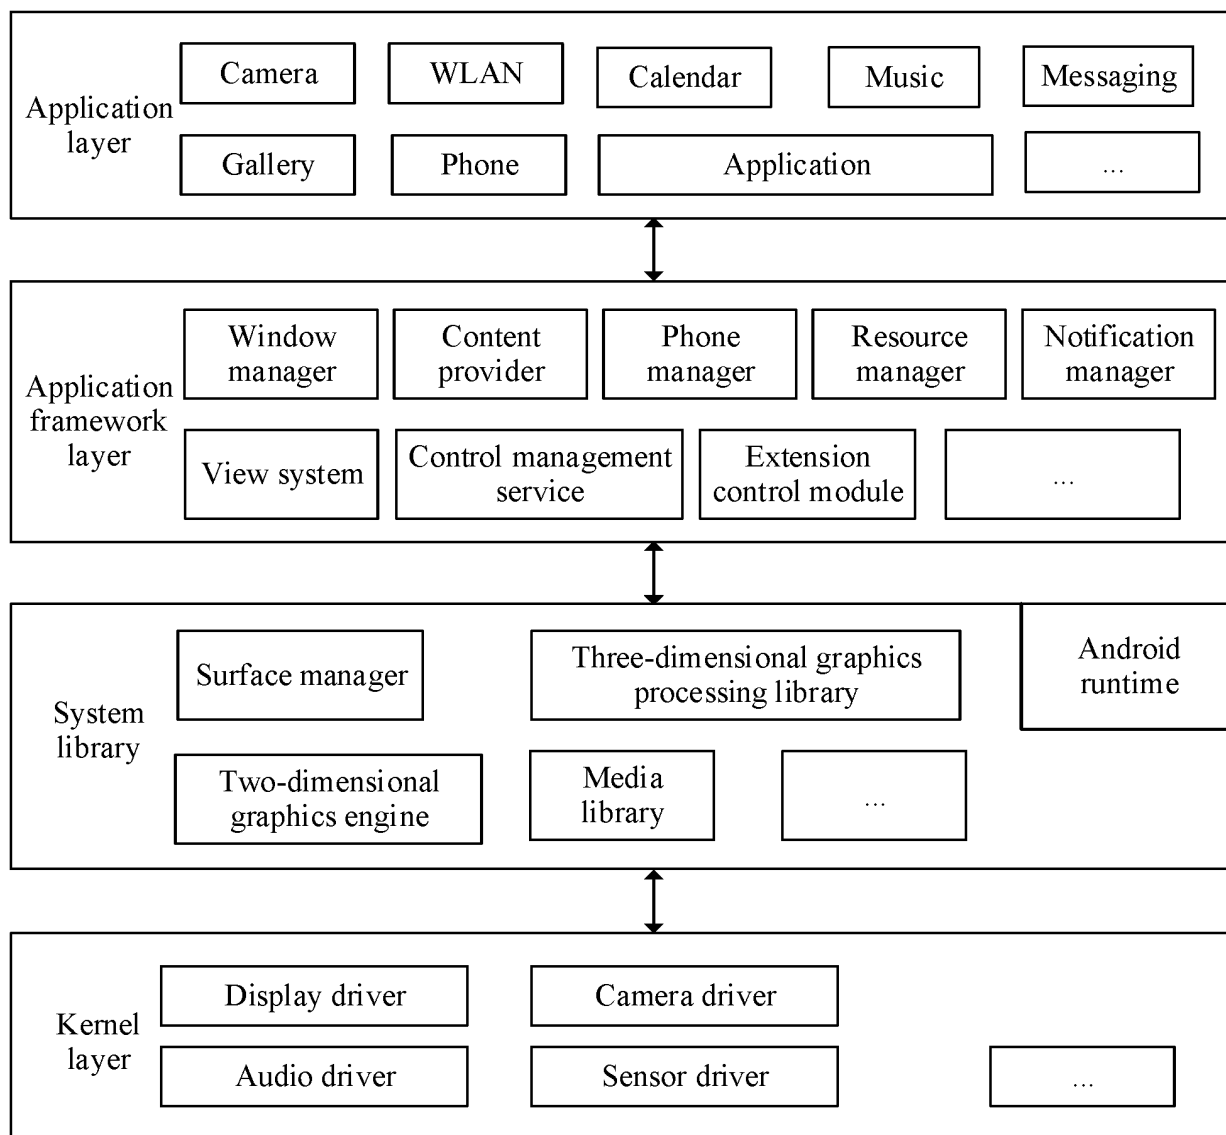 Application
layer
Camera
WLAN
Calendar
Music
Messaging
Gallery
Phone
Application
...
Application
framework
layer
Window
manager
Content
provider
Phone
manager
Resource
manager
Notification
manager
View system
Control management
service
Extension
control module
...
System
library
Surface manager
Three-dimensional graphics
processing library
Android
runtime
Two-dimensional
graphics engine
Media
library
...
Kernel
layer
Display driver
Camera driver
Audio driver
Sensor driver
...